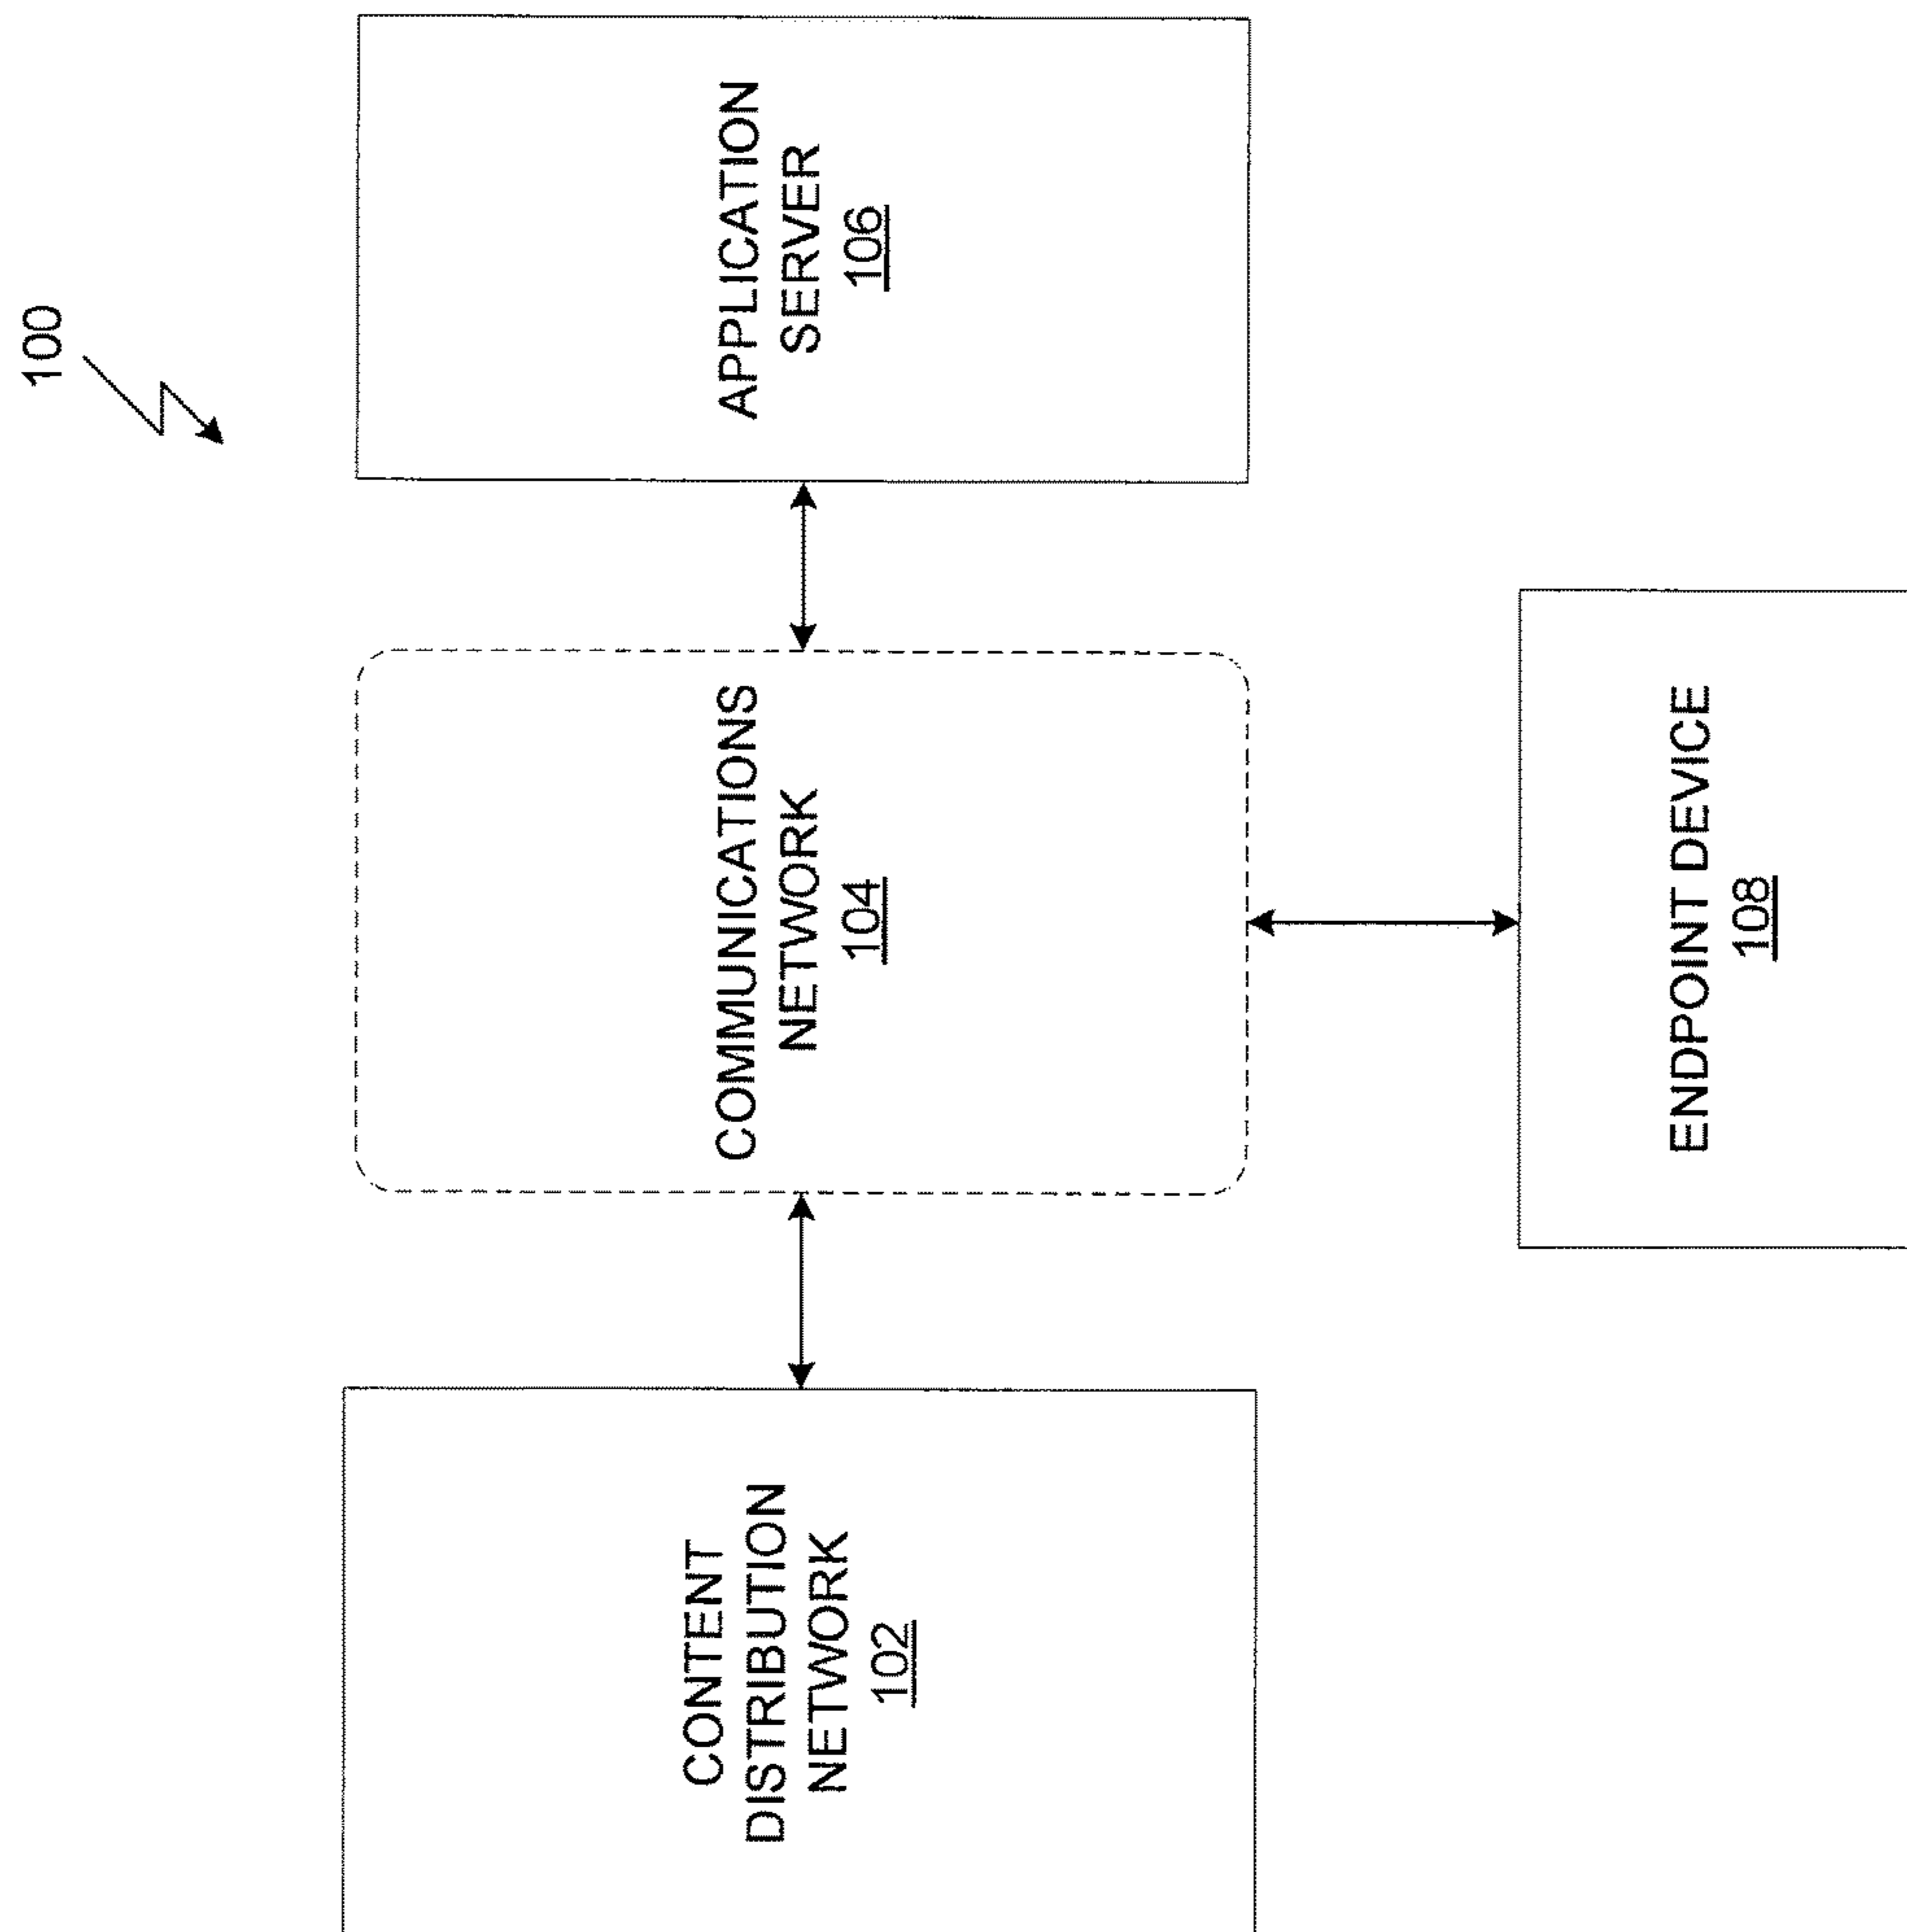 100
CONTENT
DISTRIBUTION
NETWORK
102
COMMUNICATIONS
NETWORK
104
APPLICATION
SERVER
106
ENDPOINT DEVICE
108